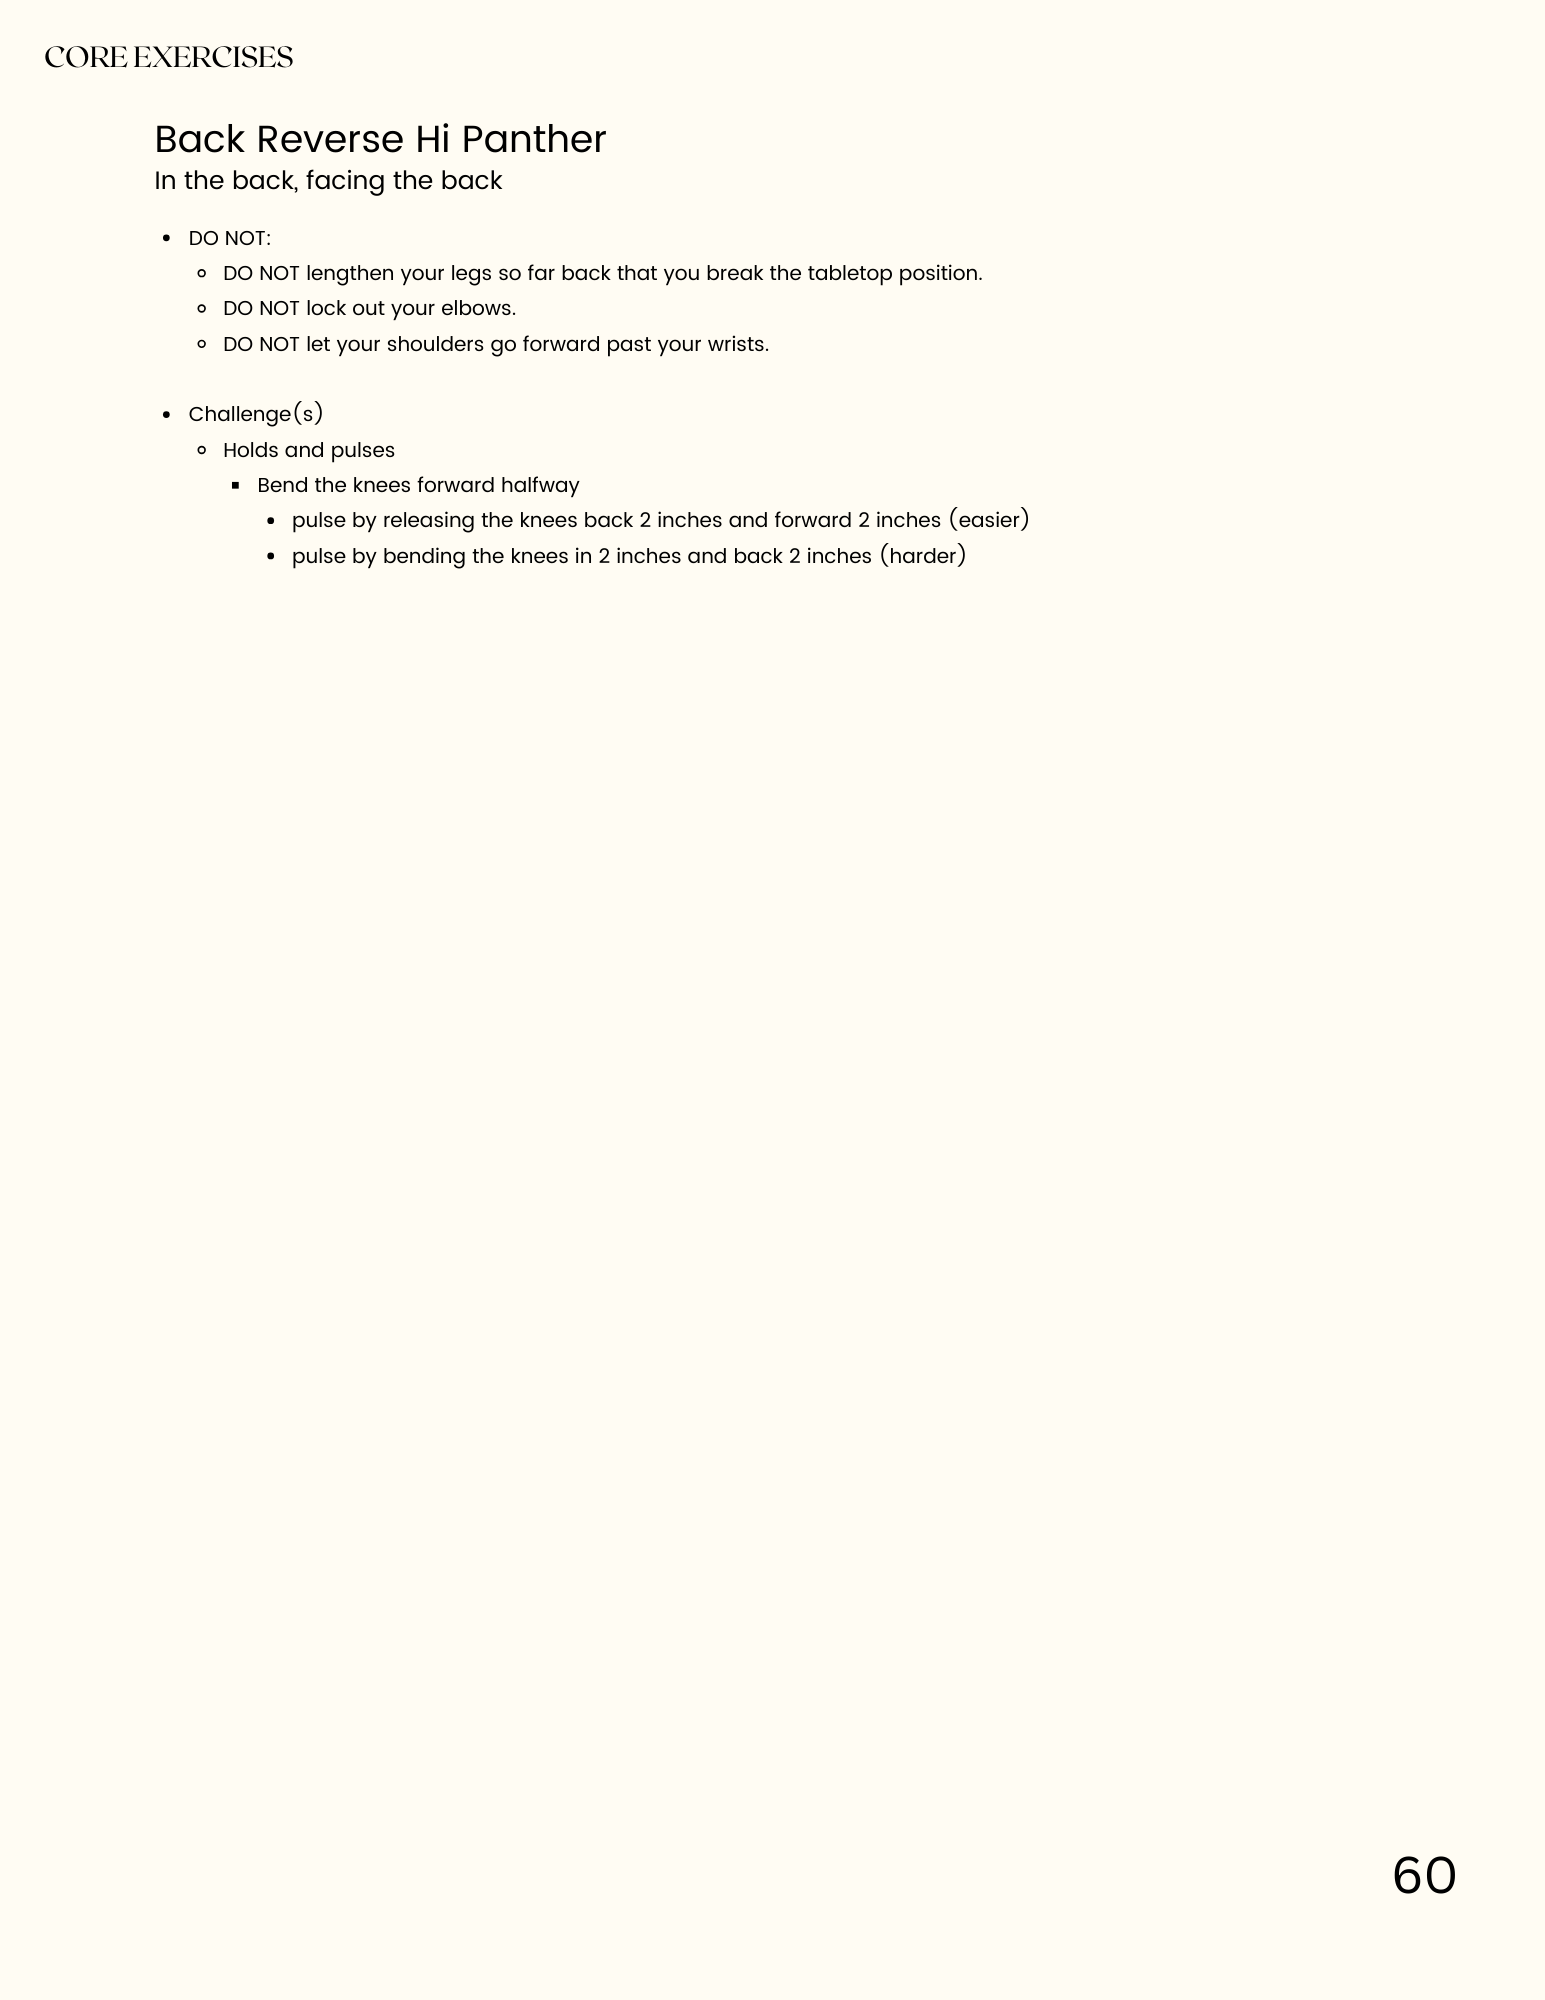 CORE EXERCISES
Back Reverse Hi Panther
In the back, facing the back
• DO NOT:
◦ DO NOT lengthen your legs so far back that you break the tabletop position.
◦ DO NOT lock out your elbows.
◦ DO NOT let your shoulders go forward past your wrists.
• Challenge(s)
◦ Holds and pulses
▪ Bend the knees forward halfway
• pulse by releasing the knees back 2 inches and forward 2 inches (easier)
• pulse by bending the knees in 2 inches and back 2 inches (harder)
60